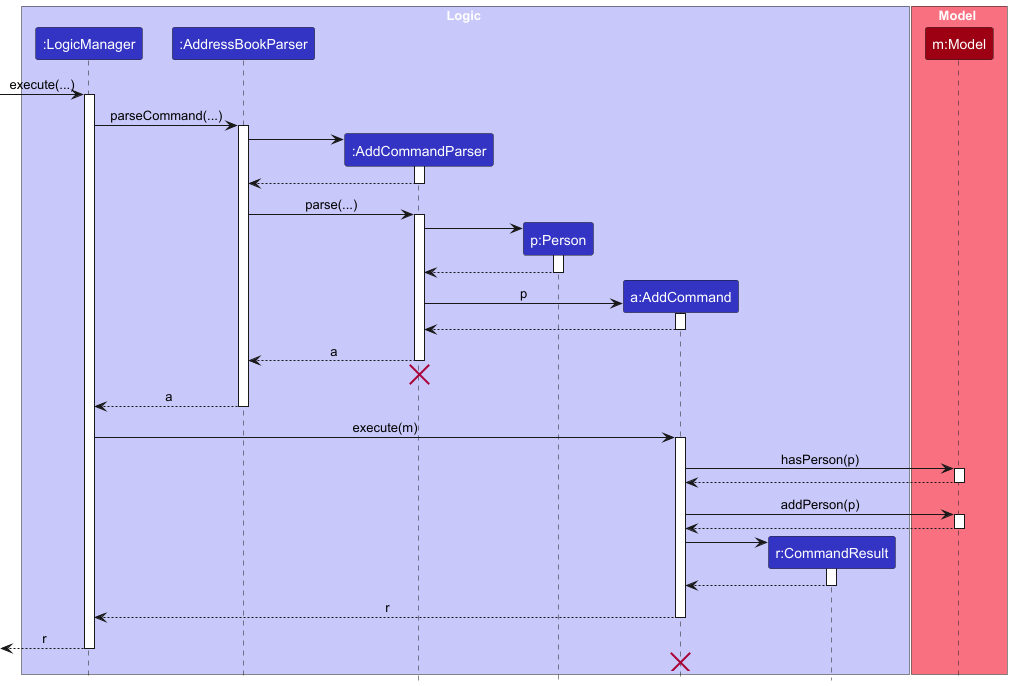 Logic
Model
:LogicManager
:AddressBookParser
m:Model
execute(...)
parseCommand(...)
:AddCommandParser
parse(...)
p:Person
p
a:AddCommand
a
a
execute(m)
hasPerson(p)
addPerson(p)
r:CommandResult
r
r